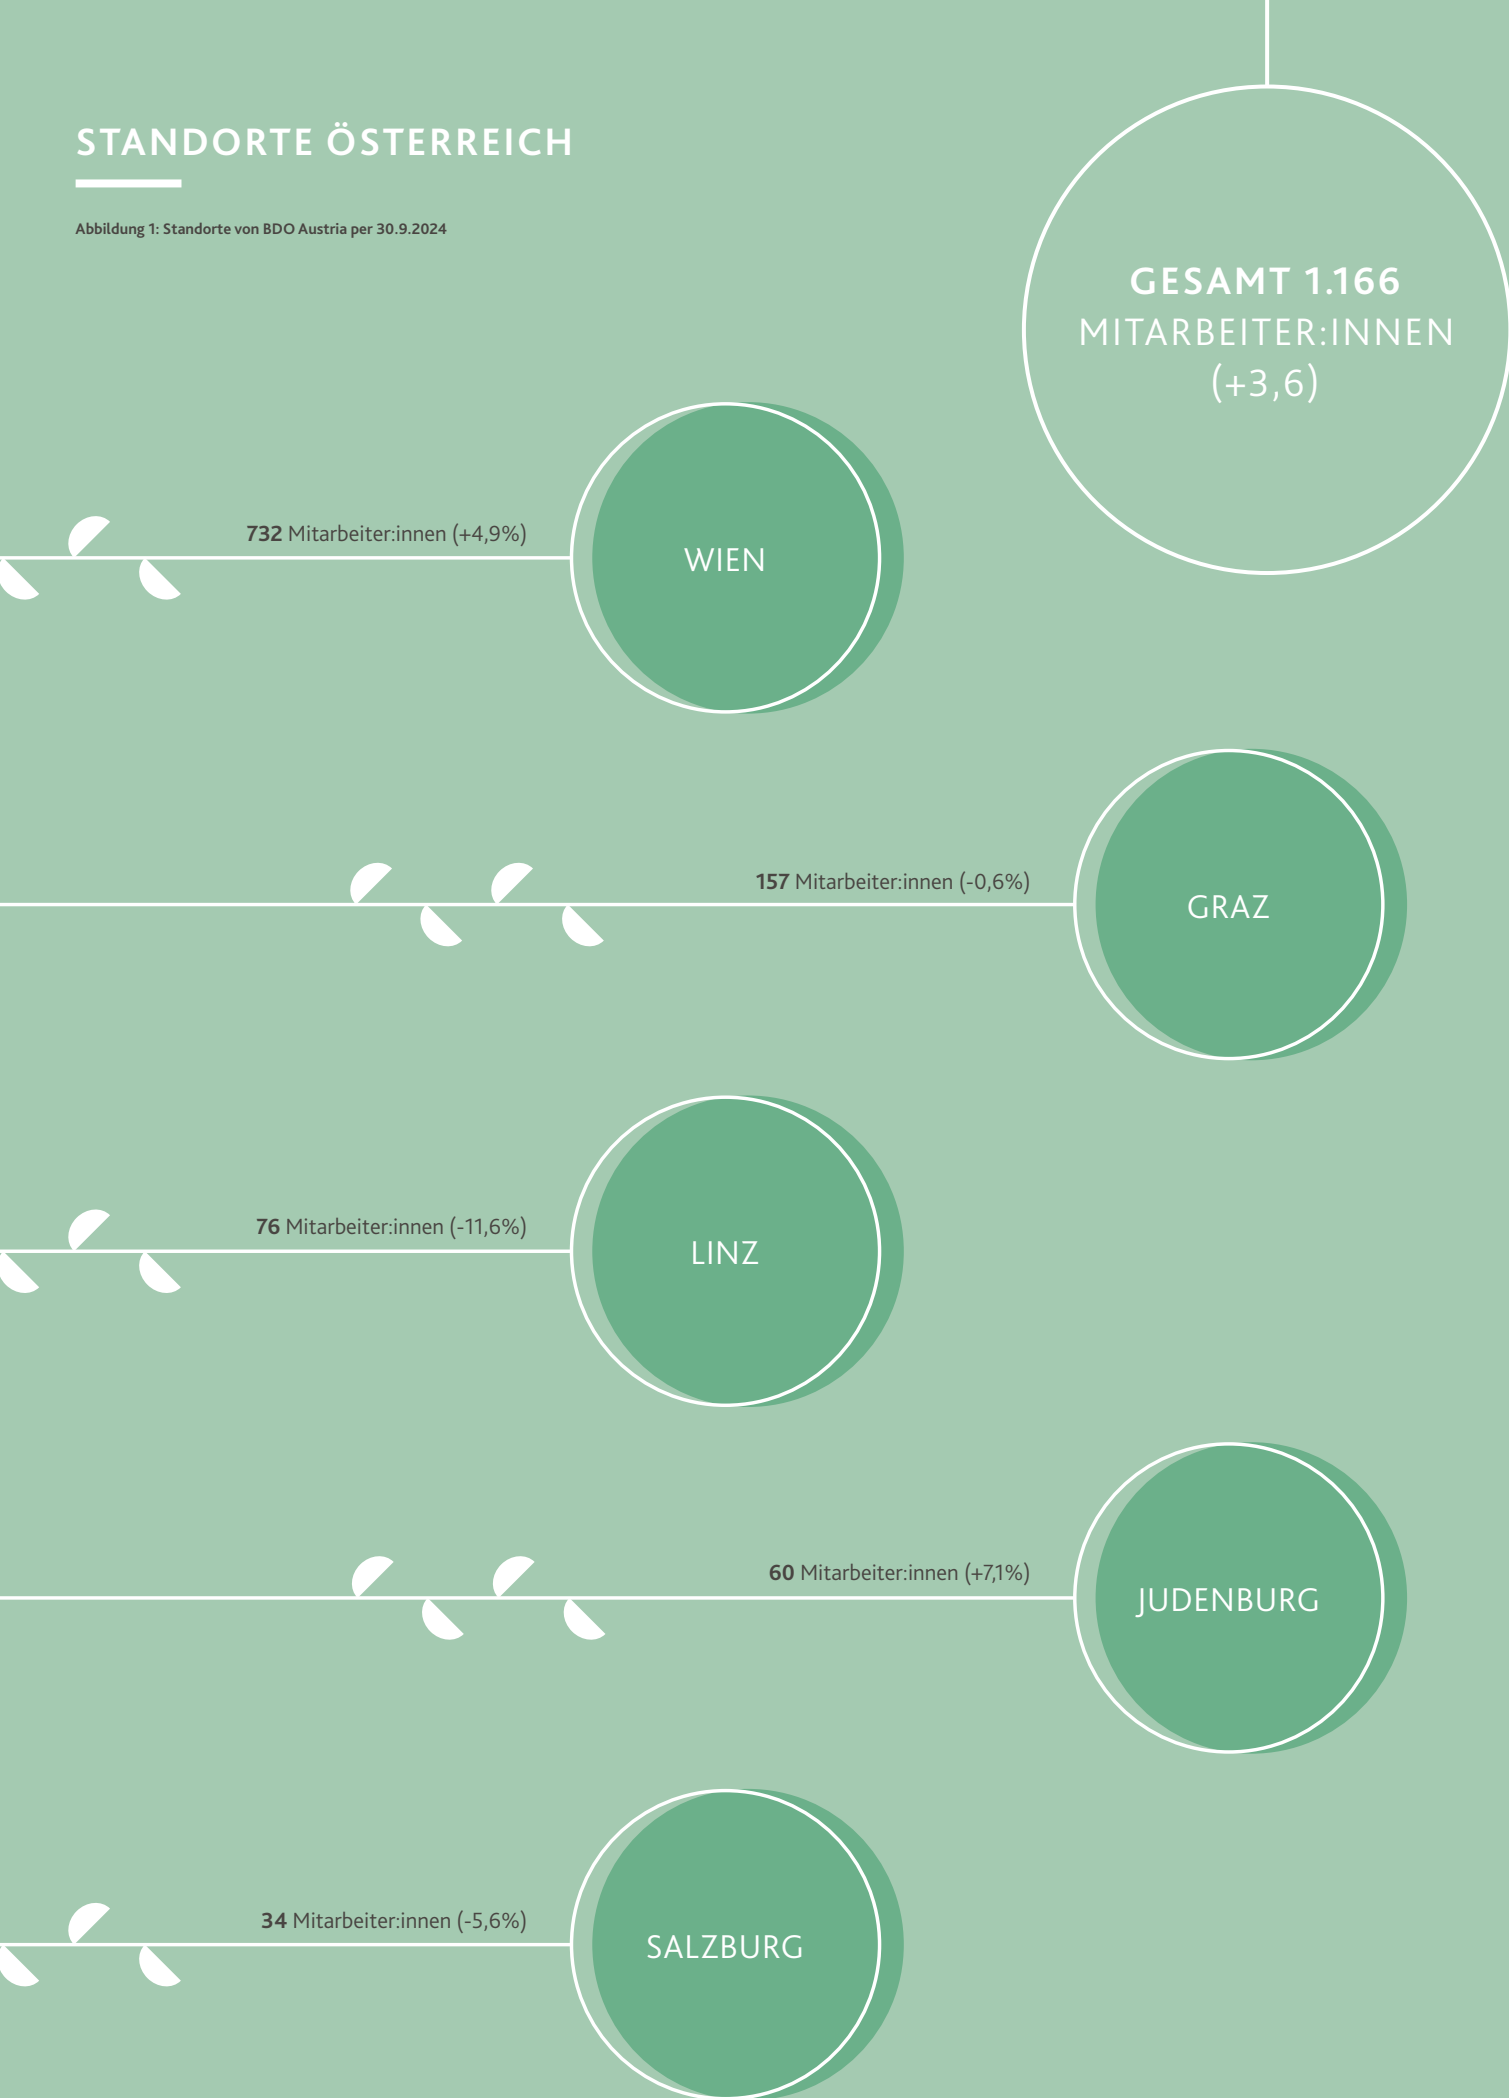 STANDORTE ÖSTERREICH
Abbildung 1: Standorte von BDO Austria per 30.9.2024
GESAMT 1.166
MITARBEITER:INNEN
(+3,6)
732 Mitarbeiter:innen (+4,9%)
WIEN
157 Mitarbeiter:innen (-0,6%)
GRAZ
76 Mitarbeiter:innen (-11,6%)
LINZ
60 Mitarbeiter:innen (+7,1%)
JUDENBURG
34 Mitarbeiter:innen (-5,6%)
SALZBURG